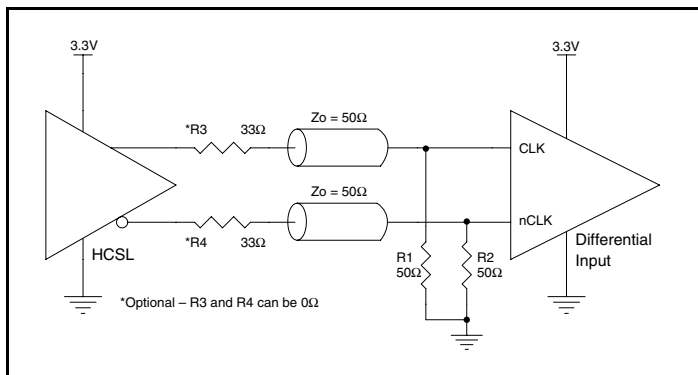 3.3V
3.3V
*R3 33Ω
Zo = 50Ω
CLK
Zo = 50Ω
*R4 33Ω
nCLK
HCSL
R1
50Ω
R2
50Ω
Differential
Input
*Optional – R3 and R4 can be 0Ω